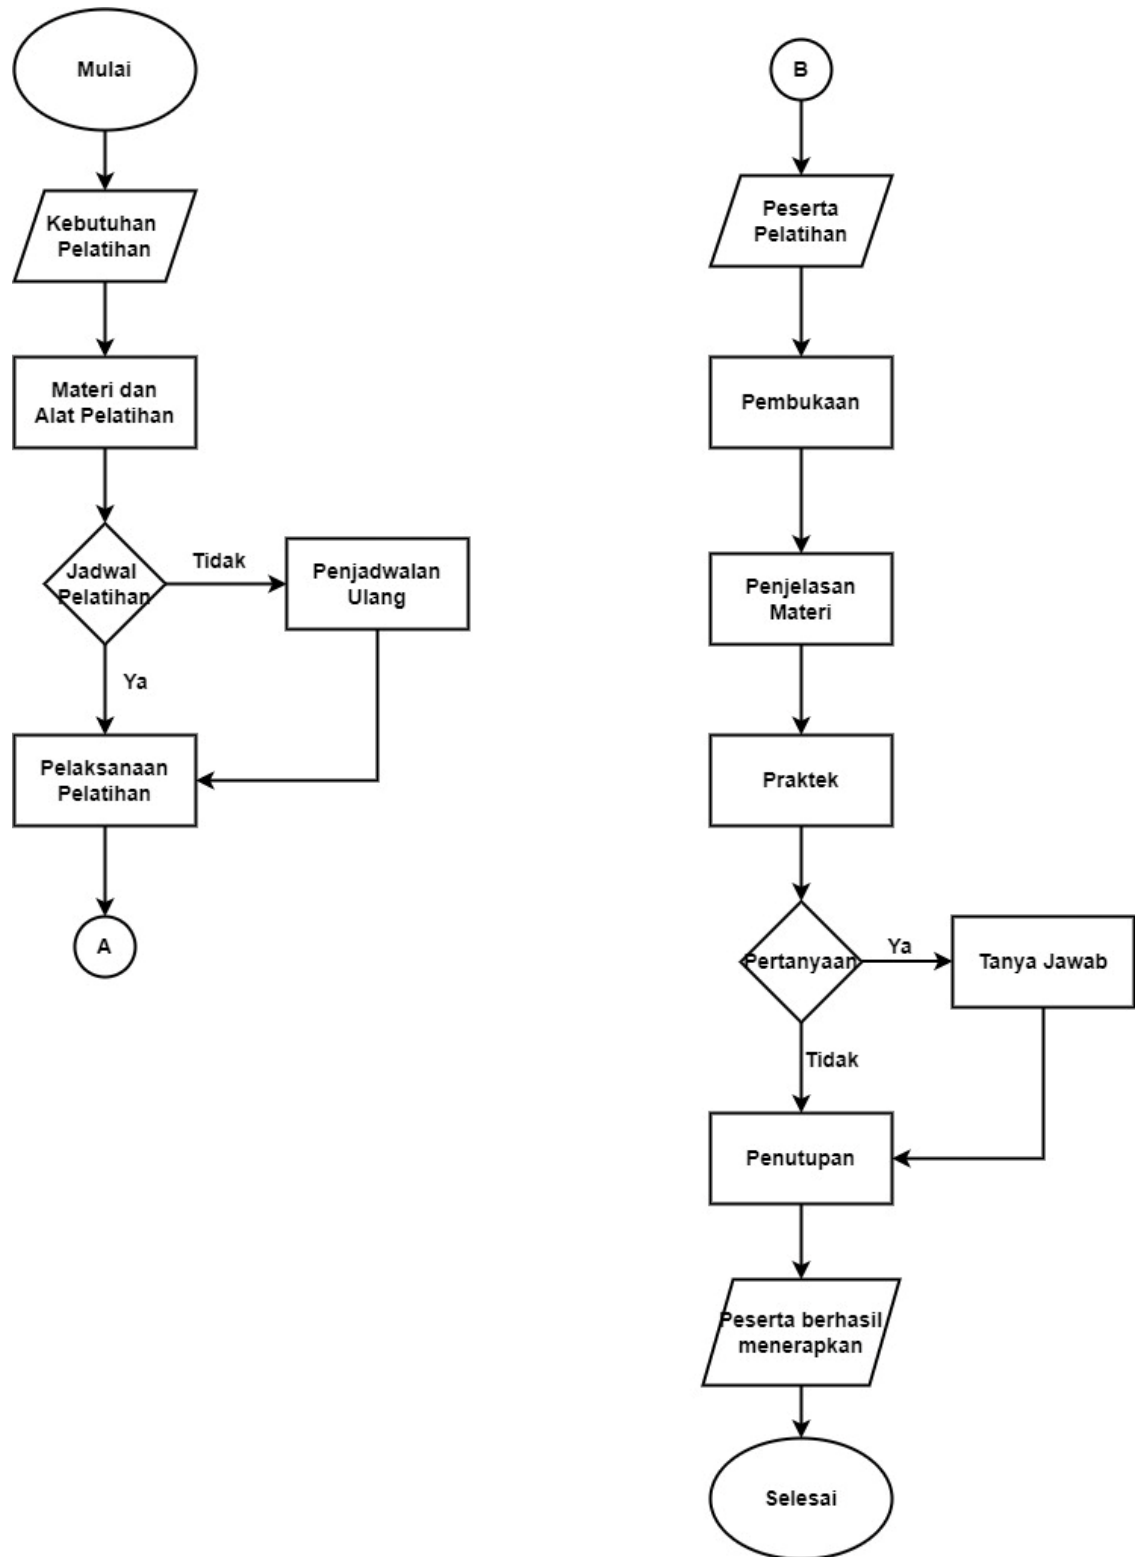 Mulai
Kebutuhan
Pelatihan
Materi dan
Alat Pelatihan
Jadwal
Pelatihan
Tidak
Penjadwalan
Ulang
Ya
Pelaksanaan
Pelatihan
A
B
Peserta
Pelatihan
Pembukaan
Penjelasan
Materi
Praktek
Pertanyaan
Ya
Tanya Jawab
Tidak
Penutupan
Peserta berhasil
menerapkan
Selesai